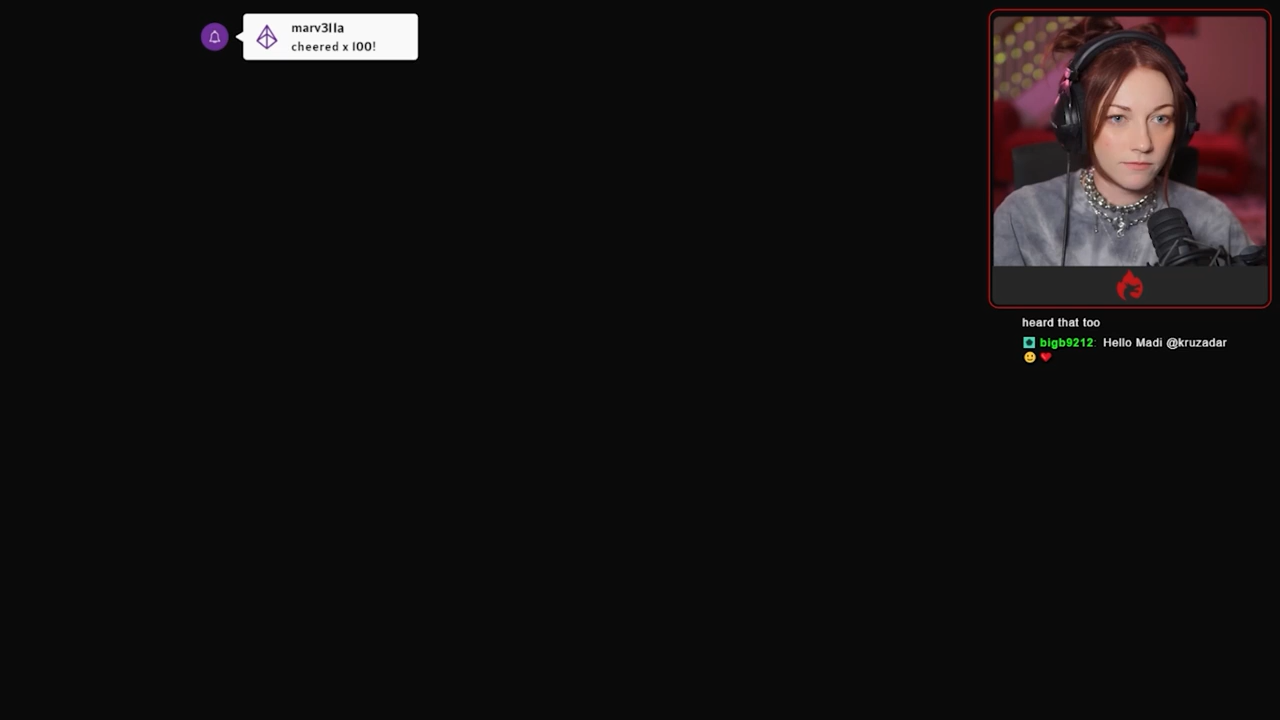 marv3lla
cheered x 100!
heard that too
bigb9212: Hello Madi @kruzadar
🙂 ❤️